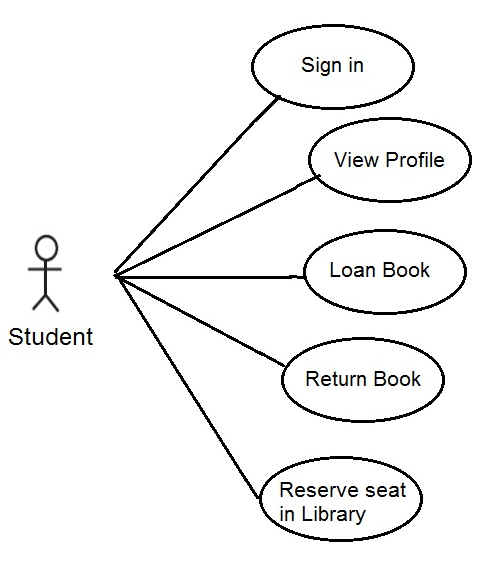 Sign in
View Profile
Loan Book
Student
Return Book
Reserve seat
in Library